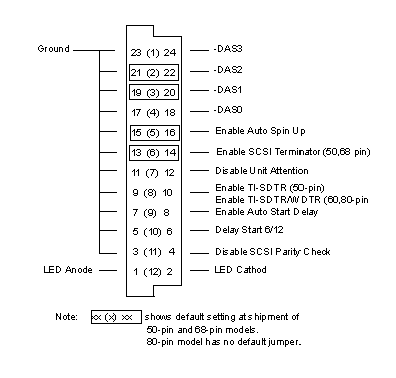 Ground 23 (1) 24 -DAS3
21 (2) 22 -DAS2
19 (3) 20 -DAS1
17 (4) 18 -DAS0
15 (5) 16 Enable Auto Spin Up
13 (6) 14 Enable SCSI Terminator (50,68 pin)
11 (7) 12 Disable Unit Attention
9 (8) 10 Enable TI-SDTR (50-pin)
Enable TI-SDTR/WDTR (60,80-pin
7 (9) 8 Enable Auto Start Delay
5 (10) 6 Delay Start 6/12
3 (11) 4 Disable SCSI Parity Check
LED Anode 1 (12) 2 LED Cathod
Note: xx (x) xx shows default setting at shipment of
50-pin and 68-pin models.
80-pin model has no default jumper.